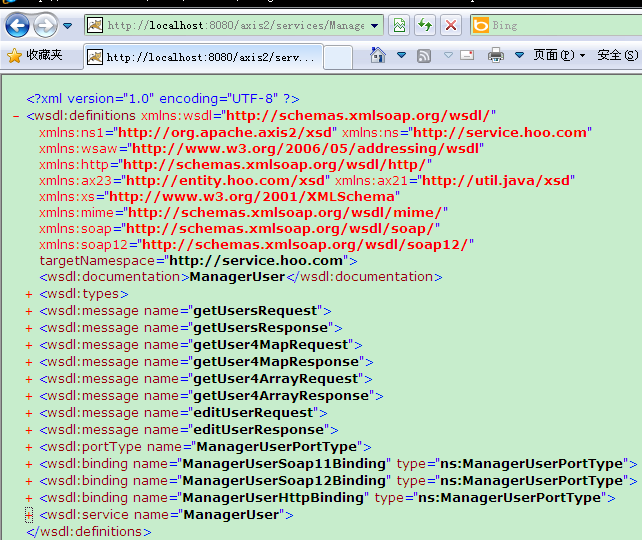 http://localhost:8080/axis2/services/Manage
Bing
收藏夹
http://localhost:8080/axis2/serv...
页面(P)
安全(S)
<?xml version="1.0" encoding="UTF-8" ?>
- <wsdl:definitions xmlns:wsdl="http://schemas.xmlsoap.org/wsdl/"
xmlns:ns1="http://org.apache.axis2/xsd" xmlns:ns="http://service.hoo.com"
xmlns:wsaw="http://www.w3.org/2006/05/addressing/wsdl"
xmlns:http="http://schemas.xmlsoap.org/wsdl/http/"
xmlns:ax23="http://entity.hoo.com/xsd" xmlns:ax21="http://util.java/xsd"
xmlns:xs="http://www.w3.org/2001/XMLSchema"
xmlns:mime="http://schemas.xmlsoap.org/wsdl/mime/"
xmlns:soap="http://schemas.xmlsoap.org/wsdl/soap/"
xmlns:soap12="http://schemas.xmlsoap.org/wsdl/soap12/"
targetNamespace="http://service.hoo.com">
<wsdl:documentation>ManagerUser</wsdl:documentation>
+ <wsdl:types>
+ <wsdl:message name="getUsersRequest">
+ <wsdl:message name="getUsersResponse">
+ <wsdl:message name="getUser4MapRequest">
+ <wsdl:message name="getUser4MapResponse">
+ <wsdl:message name="getUser4ArrayRequest">
+ <wsdl:message name="getUser4ArrayResponse">
+ <wsdl:message name="editUserRequest">
+ <wsdl:message name="editUserResponse">
+ <wsdl:portType name="ManagerUserPortType">
+ <wsdl:binding name="ManagerUserSoap11Binding" type="ns:ManagerUserPortType">
+ <wsdl:binding name="ManagerUserSoap12Binding" type="ns:ManagerUserPortType">
+ <wsdl:binding name="ManagerUserHttpBinding" type="ns:ManagerUserPortType">
+ <wsdl:service name="ManagerUser">
</wsdl:definitions>